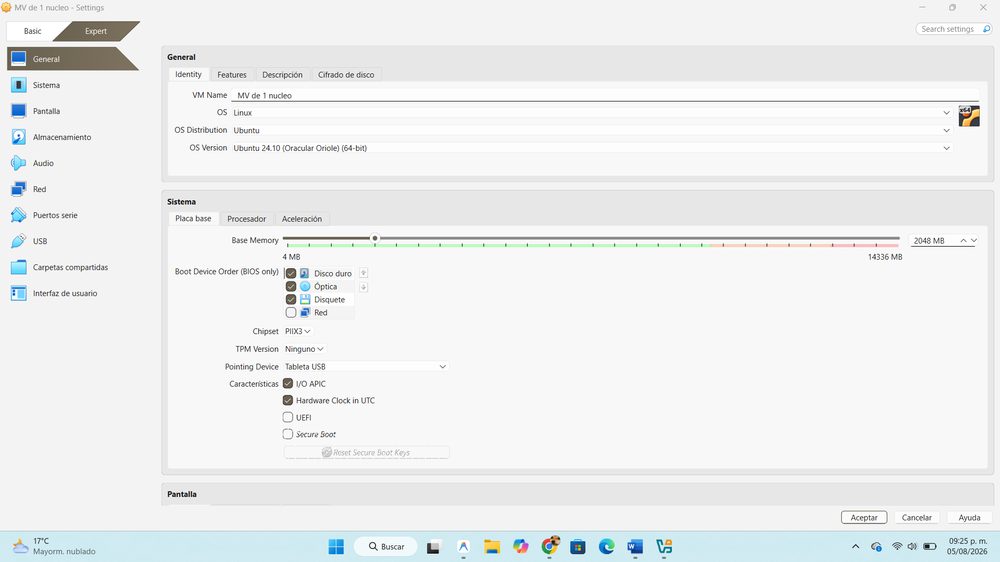 MV de 1 nucleo - Settings
Basic
Expert
Search settings
General
Sistema
Pantalla
Almacenamiento
Audio
Red
Puertos serie
USB
Carpetas compartidas
Interfaz de usuario
General
Identity
Features
Descripción
Cifrado de disco
VM Name
MV de 1 nucleo
OS
Linux
x64
OS Distribution
Ubuntu
OS Version
Ubuntu 24.10 (Oracular Oriole) (64-bit)
Sistema
Placa base
Procesador
Aceleración
Base Memory
2048 MB
4 MB
14336 MB
Boot Device Order (BIOS only)
Disco duro
Óptica
Disquete
Red
Chipset
PIIX3
TPM Version
Ninguno
Pointing Device
Tableta USB
Características
I/O APIC
Hardware Clock in UTC
UEFI
Secure Boot
Reset Secure Boot Keys
Pantalla
Aceptar
Cancelar
Ayuda
17°C
Mayorm. nublado
Buscar
09:25 p. m.
05/08/2026